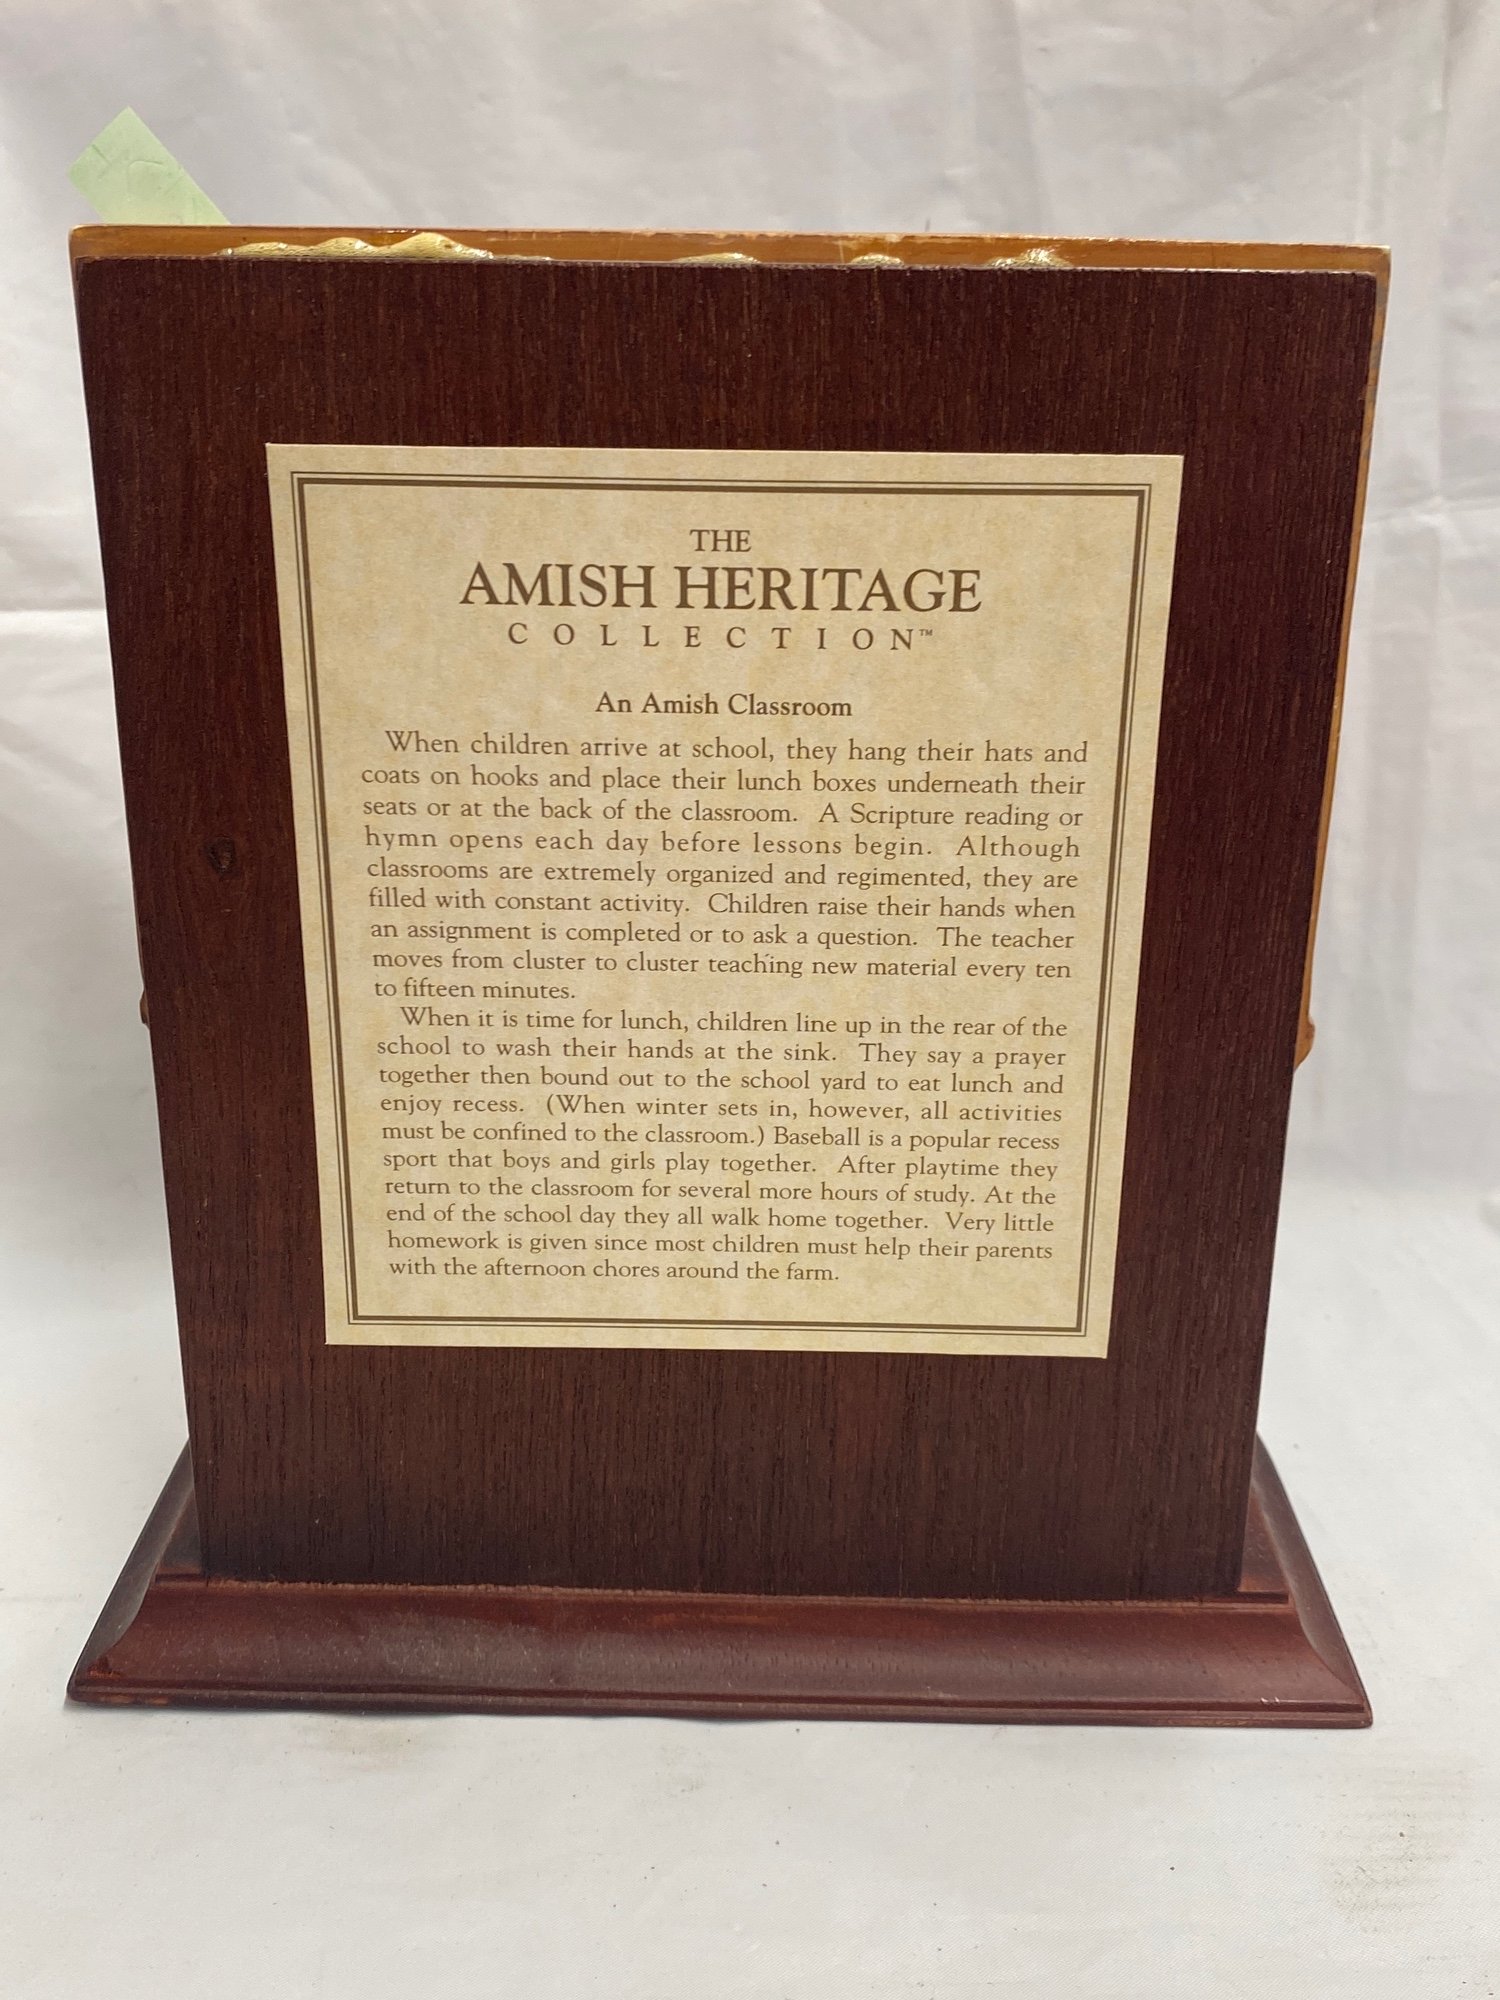 THE
AMISH HERITAGE
COLLECTION™
An Amish Classroom
When children arrive at school, they hang their hats and
coats on hooks and place their lunch boxes underneath their
seats or at the back of the classroom. A Scripture reading or
hymn opens each day before lessons begin. Although
classrooms are extremely organized and regimented, they are
filled with constant activity. Children raise their hands when
an assignment is completed or to ask a question. The teacher
moves from cluster to cluster teaching new material every ten
to fifteen minutes.
When it is time for lunch, children line up in the rear of the
school to wash their hands at the sink. They say a prayer
together then bound out to the school yard to eat lunch and
enjoy recess. (When winter sets in, however, all activities
must be confined to the classroom.) Baseball is a popular recess
sport that boys and girls play together. After playtime they
return to the classroom for several more hours of study. At the
end of the school day they all walk home together. Very little
homework is given since most children must help their parents
with the afternoon chores around the farm.